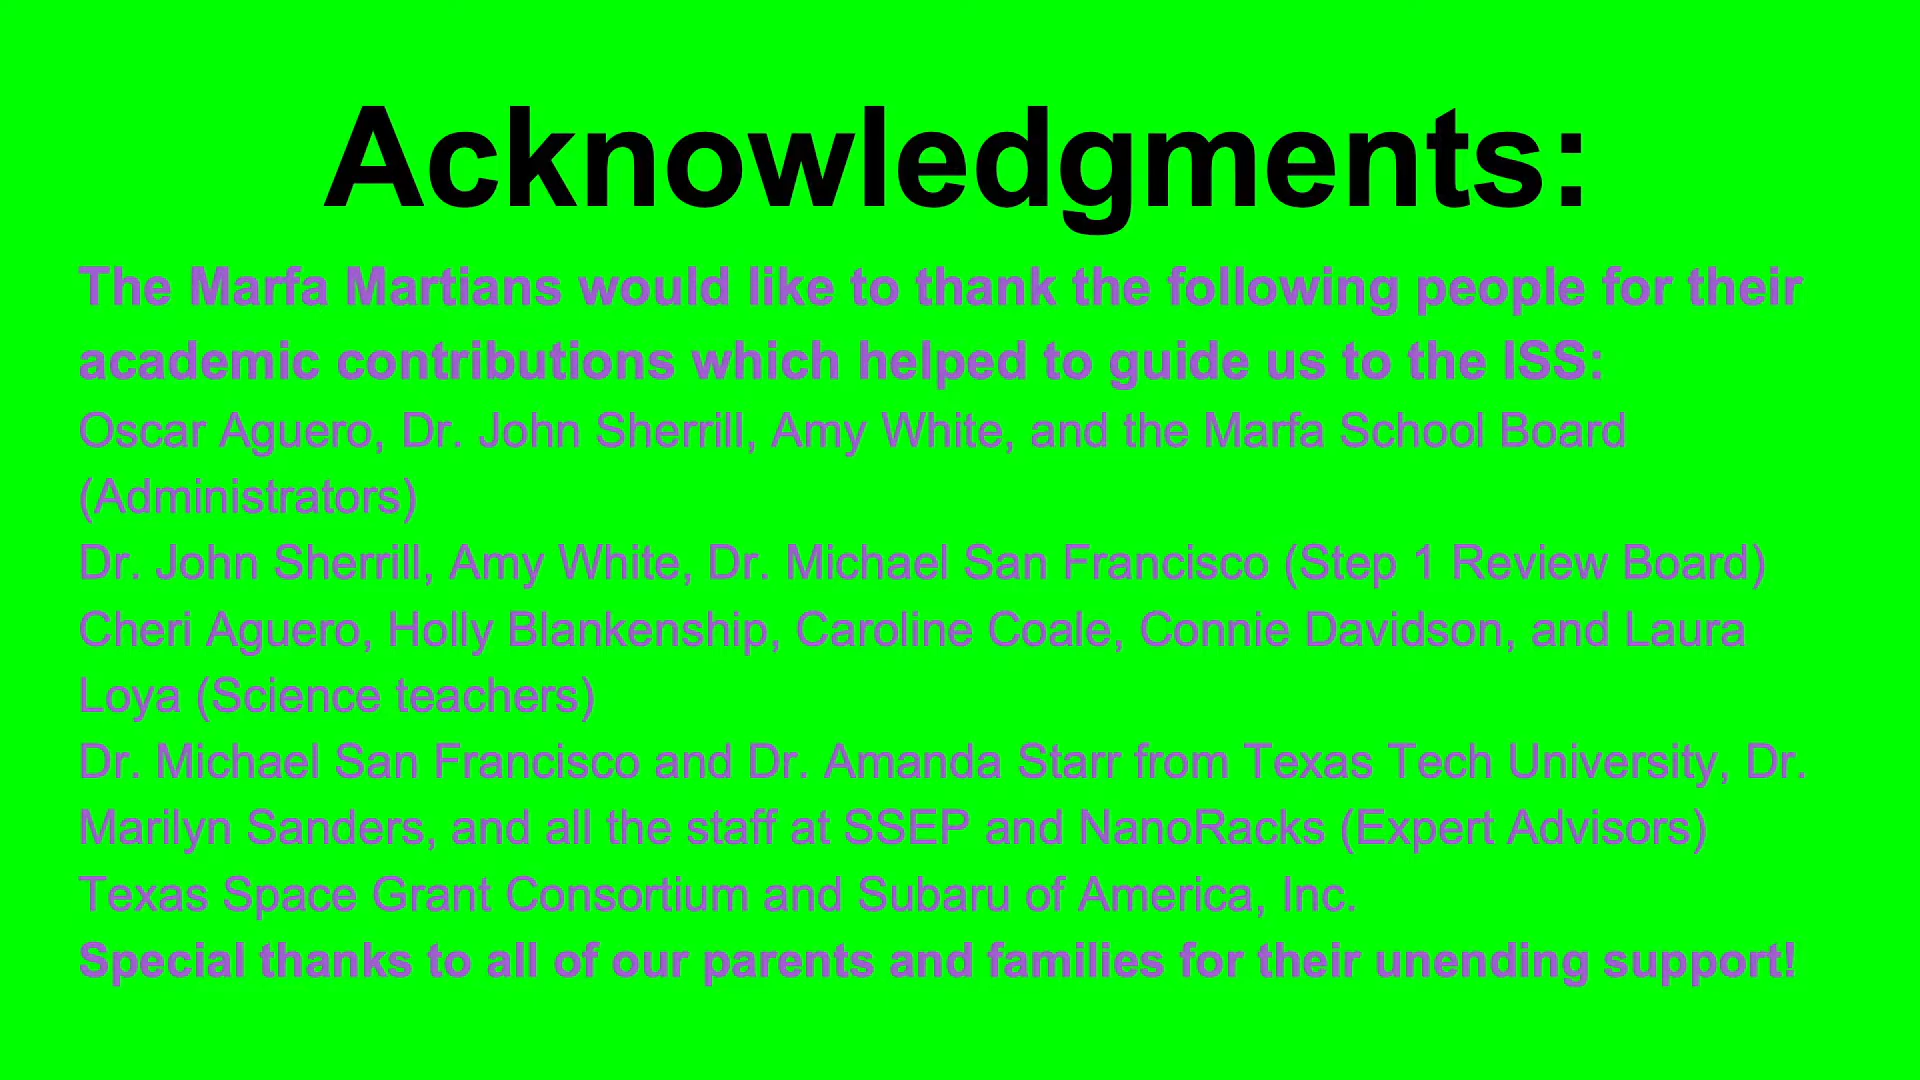 Acknowledgments:
The Marfa Martians would like to thank the following people for their
academic contributions which helped to guide us to the ISS:
Oscar Aguero, Dr. John Sherrill, Amy White, and the Marfa School Board
(Administrators)
Dr. John Sherrill, Amy White, Dr. Michael San Francisco (Step 1 Review Board)
Cheri Aguero, Holly Blankenship, Caroline Coale, Connie Davidson, and Laura
Loya (Science teachers)
Dr. Michael San Francisco and Dr. Amanda Starr from Texas Tech University, Dr.
Marilyn Sanders, and all the staff at SSEP and NanoRacks (Expert Advisors)
Texas Space Grant Consortium and Subaru of America, Inc.
Special thanks to all of our parents and families for their unending support!